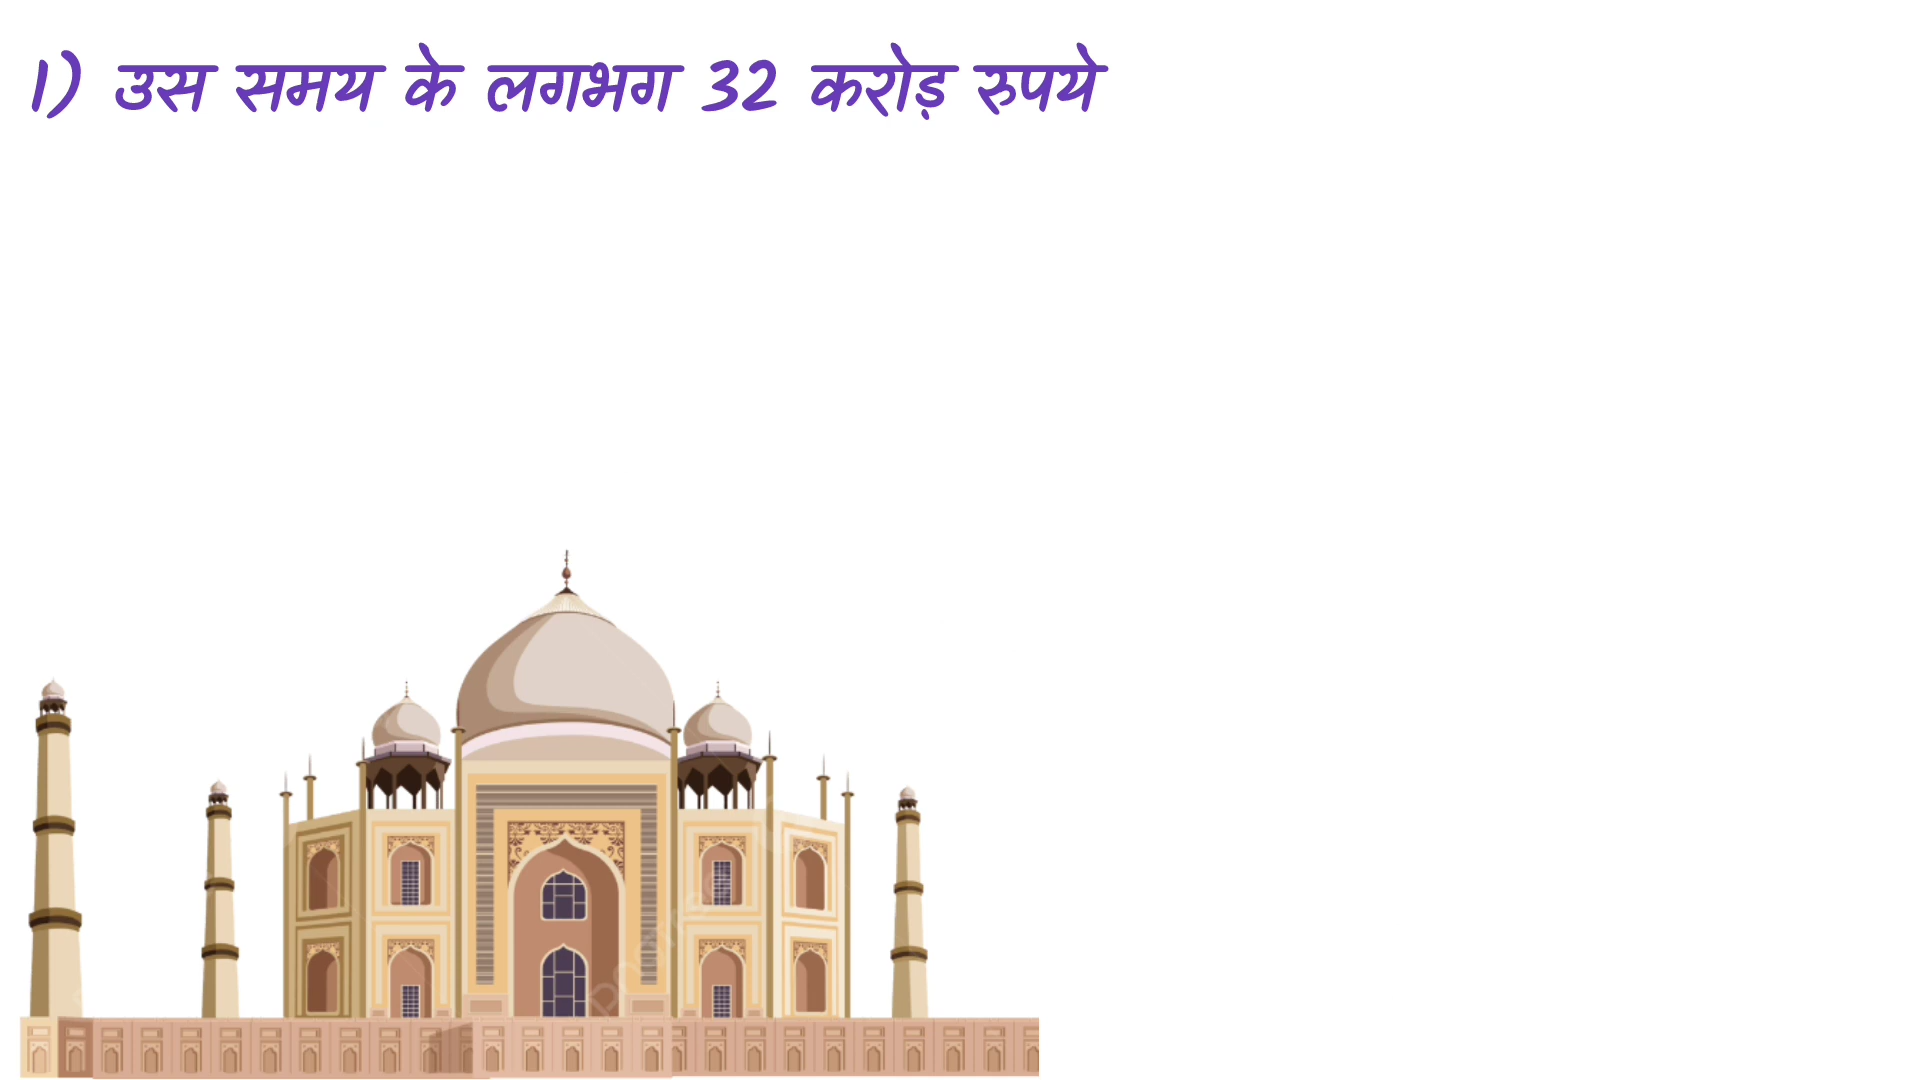 1) उस समय के लगभग 32 करोड़ रुपये